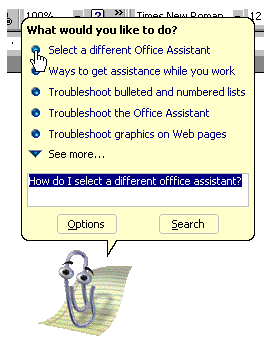 100%
?
»
Times New Roman
12
What would you like to do?
Select a different Office Assistant
Ways to get assistance while you work
Troubleshoot bulleted and numbered lists
Troubleshoot the Office Assistant
Troubleshoot graphics on Web pages
See more...
How do I select a different offfice assistant?
Options
Search